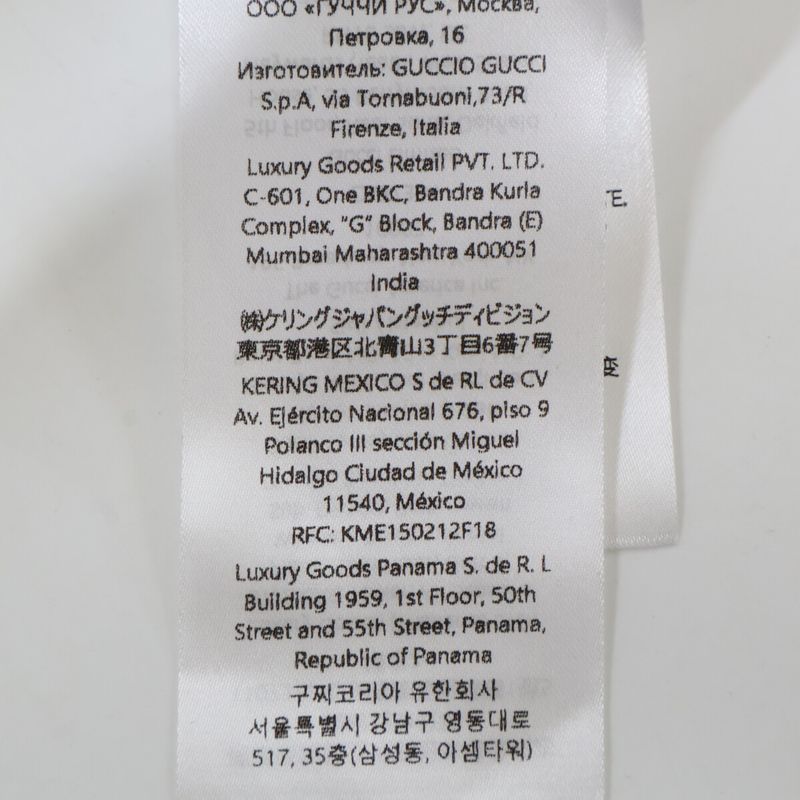 ООО «ГУЧЧИ РУС», Москва,
Петровка, 16
Изготовитель: GUCCIO GUCCI
S.p.A, via Tornabuoni,73/R
Firenze, Italia
Luxury Goods Retail PVT. LTD.
C-601, One BKC, Bandra Kurla
Complex, "G" Block, Bandra (E)
Mumbai Maharashtra 400051
India
㈱ケリングジャパングッチディビジョン
東京都港区北青山3丁目6番7号
KERING MEXICO S de RL de CV
Av. Ejército Nacional 676, piso 9
Polanco III sección Miguel
Hidalgo Ciudad de México
11540, México
RFC: KME150212F18
Luxury Goods Panama S. de R. L
Building 1959, 1st Floor, 50th
Street and 55th Street, Panama,
Republic of Panama
구찌코리아 유한회사
서울특별시 강남구 영동대로
517, 35층(삼성동, 아셈타워)
TE.
变